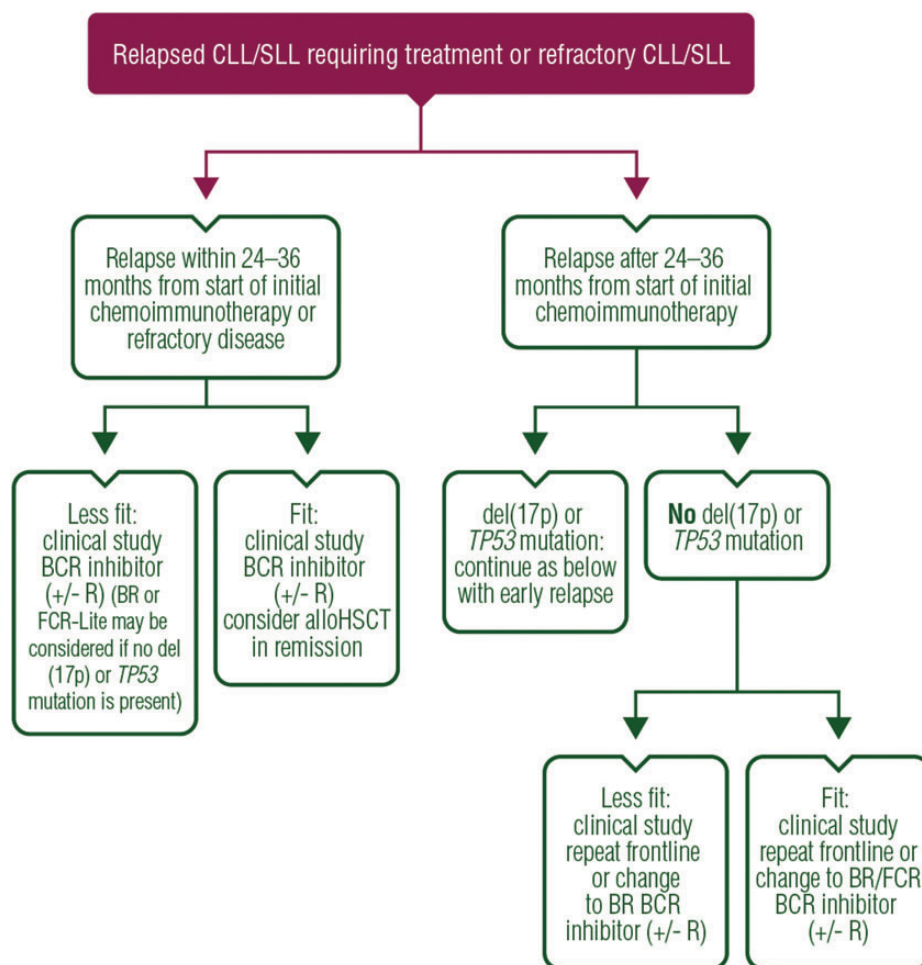 Relapsed CLL/SLL requiring treatment or refractory CLL/SLL
Relapse within 24–36
months from start of initial
chemoimmunotherapy or
refractory disease
Relapse after 24–36
months from start of initial
chemoimmunotherapy
Less fit:
clinical study
BCR inhibitor
(+/- R) (BR or
FCR-Lite may be
considered if no del
(17p) or TP53
mutation is present)
Fit:
clinical study
BCR inhibitor
(+/- R)
consider alloHSCT
in remission
del(17p) or
TP53 mutation:
continue as below
with early relapse
No del(17p) or
TP53 mutation
Less fit:
clinical study
repeat frontline
or change
to BR BCR
inhibitor (+/- R)
Fit:
clinical study
repeat frontline or
change to BR/FCR
BCR inhibitor
(+/- R)